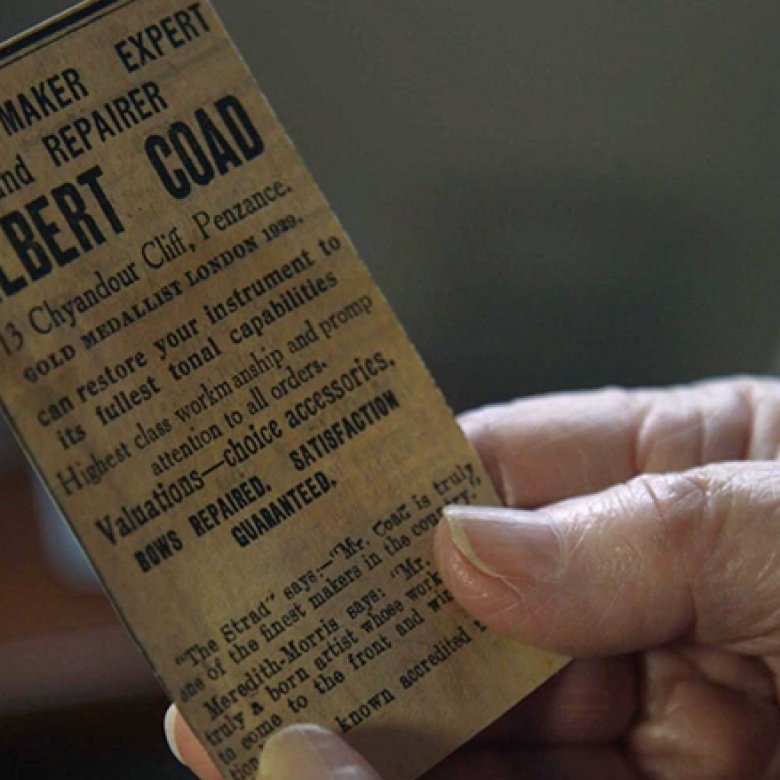 MAKER EXPERT
and REPAIRER
LBERT COAD
13 Chyandour Cliff, Penzance.
GOLD MEDALLIST LONDON 1929.
can restore your instrument to
its fullest tonal capabilities
Highest class workmanship and promp
attention to all orders.
Valuations—choice accessories.
BOWS REPAIRED. SATISFACTION
GUARANTEED.
"The Strad" says:—"Mr. Coad is truly
one of the finest makers in the country.
Meredith-Morris says: "Mr.
truly a born artist whose work
to come to the front and
known accredited